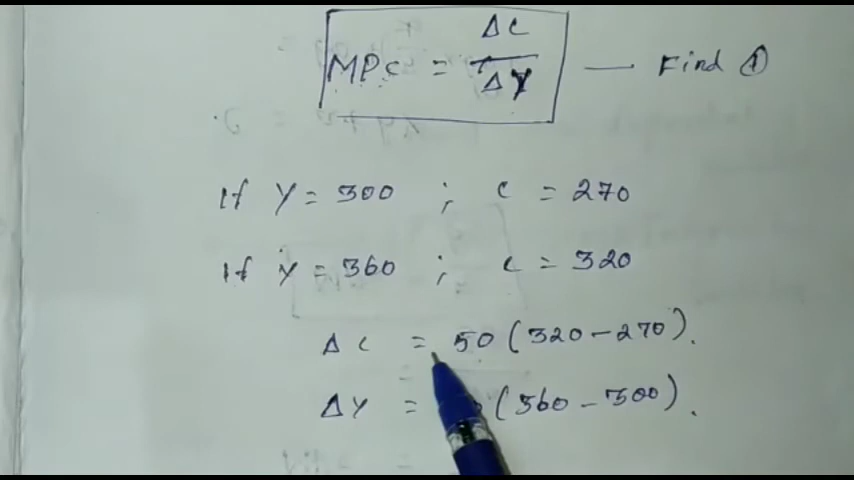 MPC = ΔC / ΔY — Find ①
If Y = 300 ; C = 270
If Y = 360 ; C = 320
ΔC = 50 (320 - 270).
ΔY = (360 - 300).